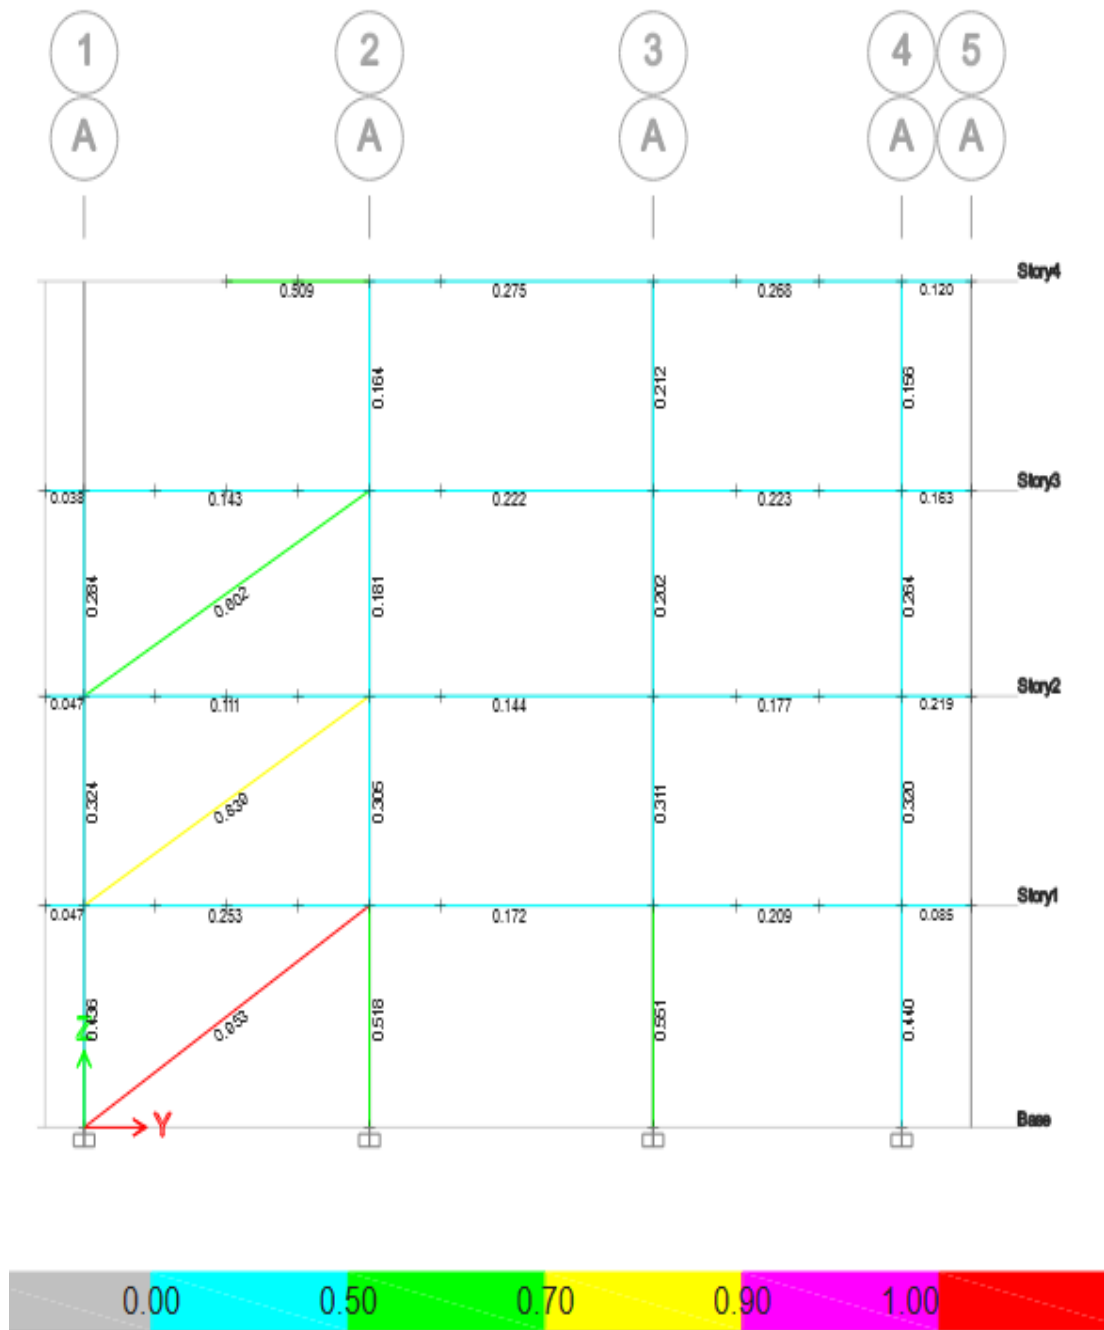 1 2 3 4 5
A A A A A
Story4
0.509 0.275 0.268 0.120
0.164 0.212 0.156
Story3
0.038 0.143 0.222 0.223 0.163
0.284 0.602 0.181 0.202 0.264
Story2
0.047 0.111 0.144 0.177 0.219
0.324 0.839 0.305 0.311 0.320
Story1
0.047 0.253 0.172 0.209 0.085
0.436 0.518 0.440
Z
Y
Base
0.00 0.50 0.70 0.90 1.00